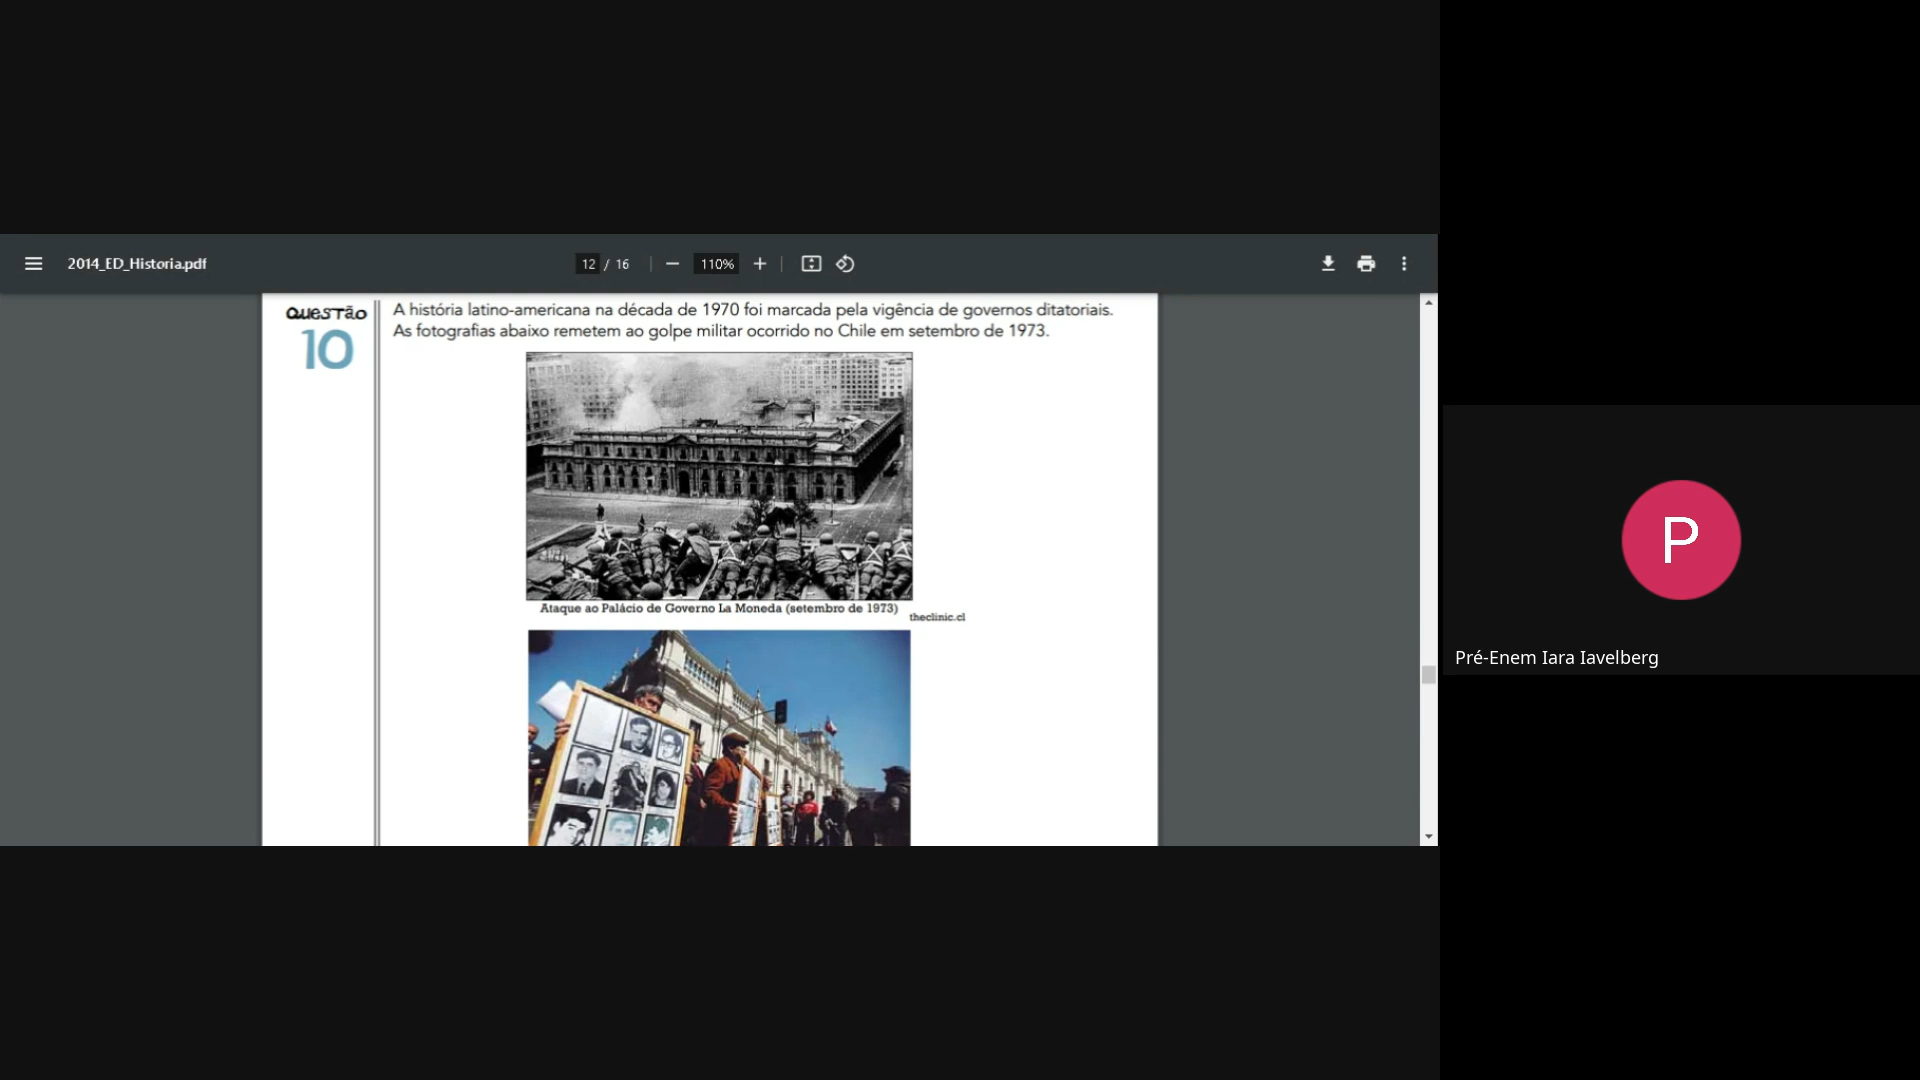 2014_ED_Historia.pdf
12 / 16
110%
QUESTÃO
10
A história latino-americana na década de 1970 foi marcada pela vigência de governos ditatoriais.
As fotografias abaixo remetem ao golpe militar ocorrido no Chile em setembro de 1973.
Ataque ao Palácio de Governo La Moneda (setembro de 1973)
theclinic.cl
P
Pré-Enem Iara Iavelberg